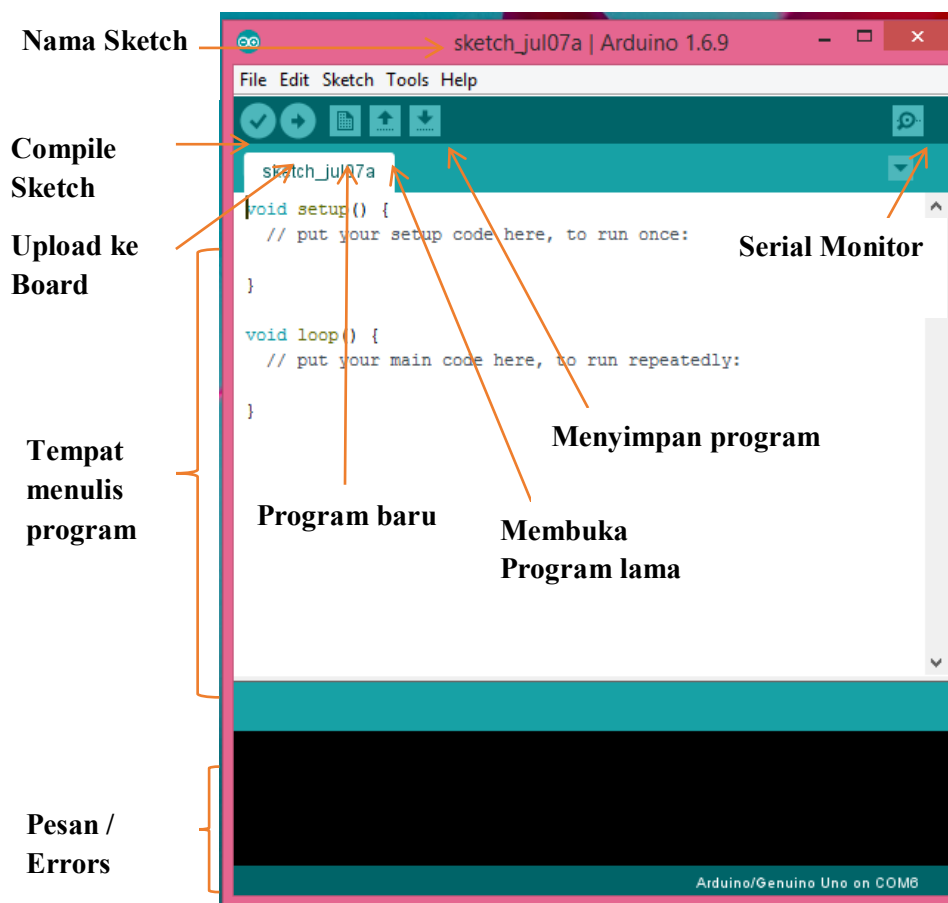 Nama Sketch
sketch_jul07a | Arduino 1.6.9
File Edit Sketch Tools Help
Compile
Sketch
sketch_jul07a
Upload ke
Board
void setup() {
// put your setup code here, to run once:
}
void loop() {
// put your main code here, to run repeatedly:
}
Serial Monitor
Menyimpan program
Tempat
menulis
program
Program baru
Membuka
Program lama
Pesan /
Errors
Arduino/Genuino Uno on COM6